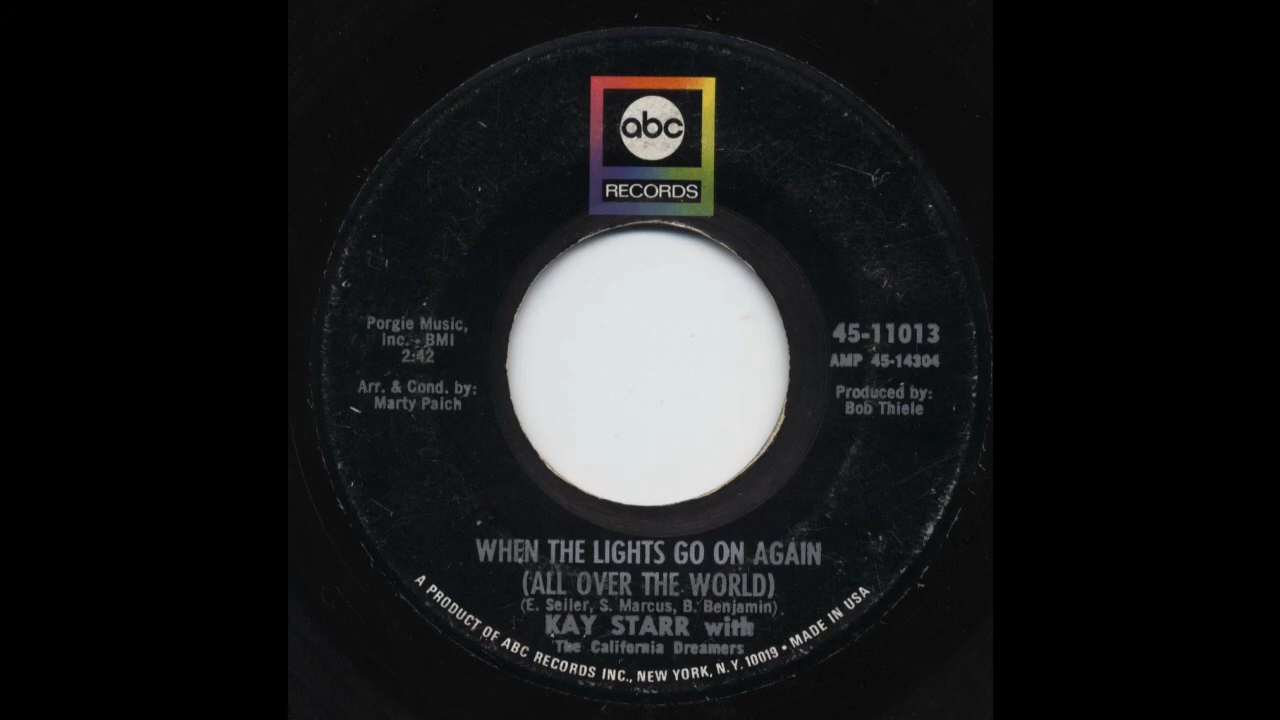 abc
RECORDS
Porgie Music,
Inc. - BMI
2:42
Arr. & Cond. by:
Marty Paich
45-11013
AMP 45-14304
Produced by:
Bob Thiele
WHEN THE LIGHTS GO ON AGAIN
(ALL OVER THE WORLD)
(E. Seiler, S. Marcus, B. Benjamin)
KAY STARR with
The California Dreamers
A PRODUCT OF ABC RECORDS INC., NEW YORK, N.Y. 10019 • MADE IN USA